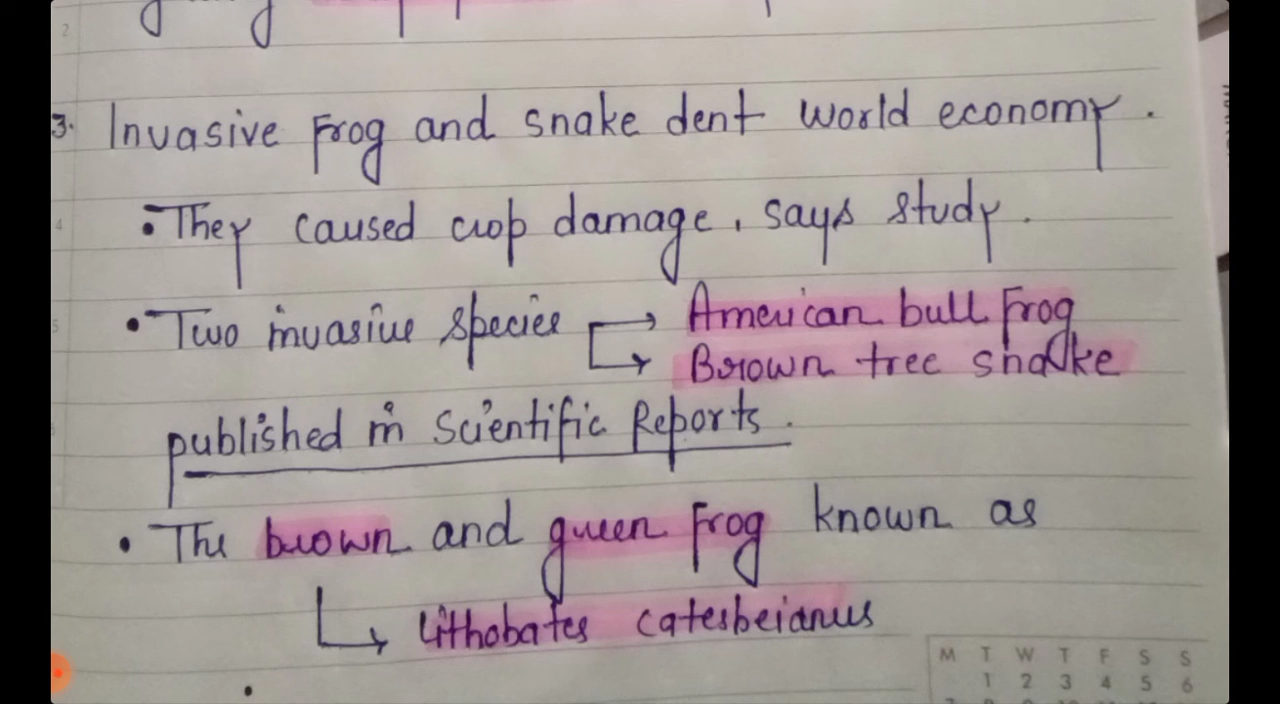 3. Invasive Frog and snake dent world economy.
• They caused crop damage, says study.
• Two invasive species → American bull Frog
↳ Brown tree snake
published in Scientific Reports.
• The brown and green Frog known as
↳ Lithobates catesbeianus
M T W T F S S
1 2 3 4 5 6